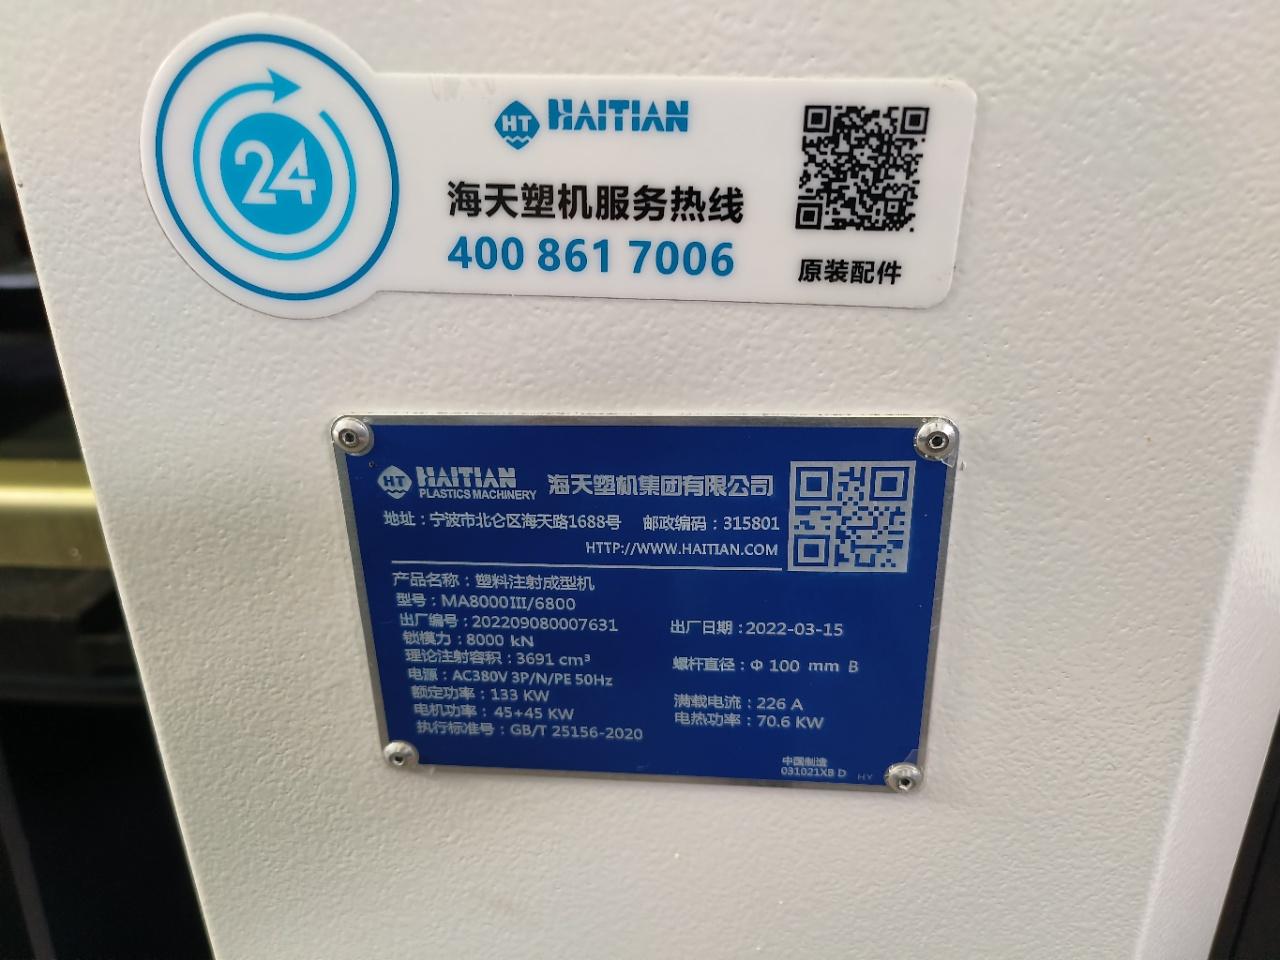 24
HT HAITIAN
海天塑机服务热线
400 861 7006
原装配件
HT HAITIAN PLASTICS MACHINERY 海天塑机集团有限公司
地址：宁波市北仑区海天路1688号 邮政编码：315801
HTTP://WWW.HAITIAN.COM
产品名称：塑料注射成型机
型号：MA8000III/6800
出厂编号：202209080007631 出厂日期：2022-03-15
锁模力：8000 kN
理论注射容积：3691 cm³ 螺杆直径：Φ 100 mm B
电源：AC380V 3P/N/PE 50Hz
额定功率：133 KW 满载电流：226 A
电机功率：45+45 KW 电热功率：70.6 KW
执行标准号：GB/T 25156-2020
中国制造
031021XB D HY